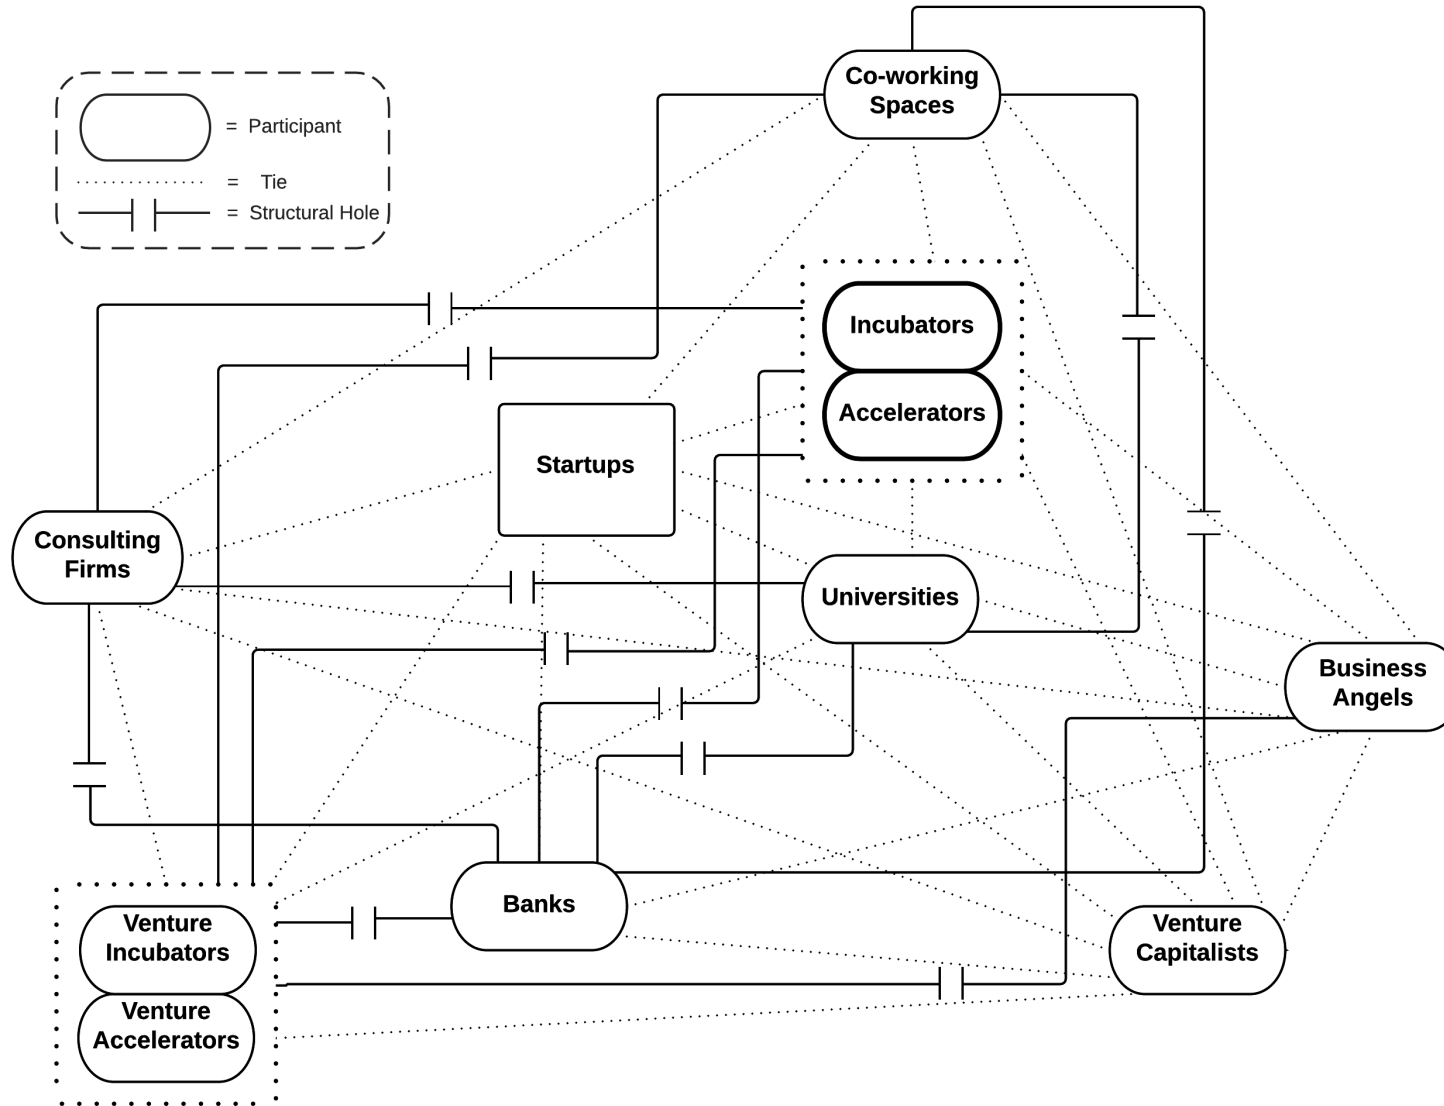 Co-working
Spaces
= Participant
= Tie
= Structural Hole
Incubators
Accelerators
Startups
Consulting
Firms
Universities
Business
Angels
Banks
Venture
Incubators
Venture
Accelerators
Venture
Capitalists